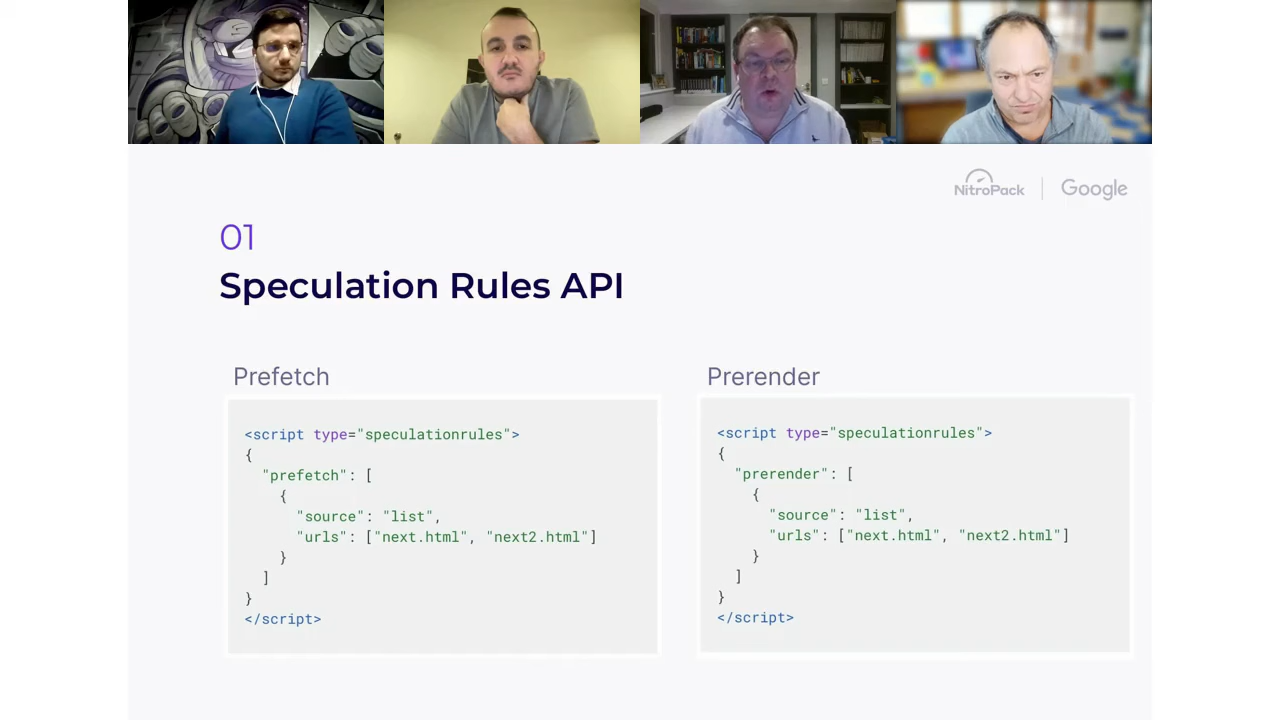 NitroPack | Google
01
Speculation Rules API
Prefetch
<script type="speculationrules">
{
  "prefetch": [
    {
      "source": "list",
      "urls": ["next.html", "next2.html"]
    }
  ]
}
</script>
Prerender
<script type="speculationrules">
{
  "prerender": [
    {
      "source": "list",
      "urls": ["next.html", "next2.html"]
    }
  ]
}
</script>